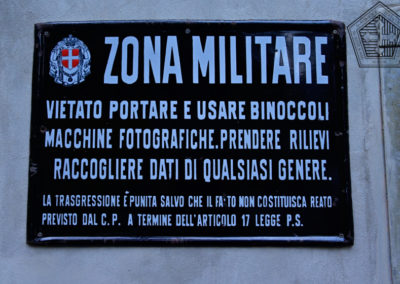 ZONA MILITARE
VIETATO PORTARE E USARE BINOCCOLI
MACCHINE FOTOGRAFICHE. PRENDERE RILIEVI
RACCOGLIERE DATI DI QUALSIASI GENERE.
LA TRASGRESSIONE È PUNITA SALVO CHE IL FATO NON COSTITUISCA REATO
PREVISTO DAL C.P. A TERMINE DELL'ARTICOLO 17 LEGGE P.S.